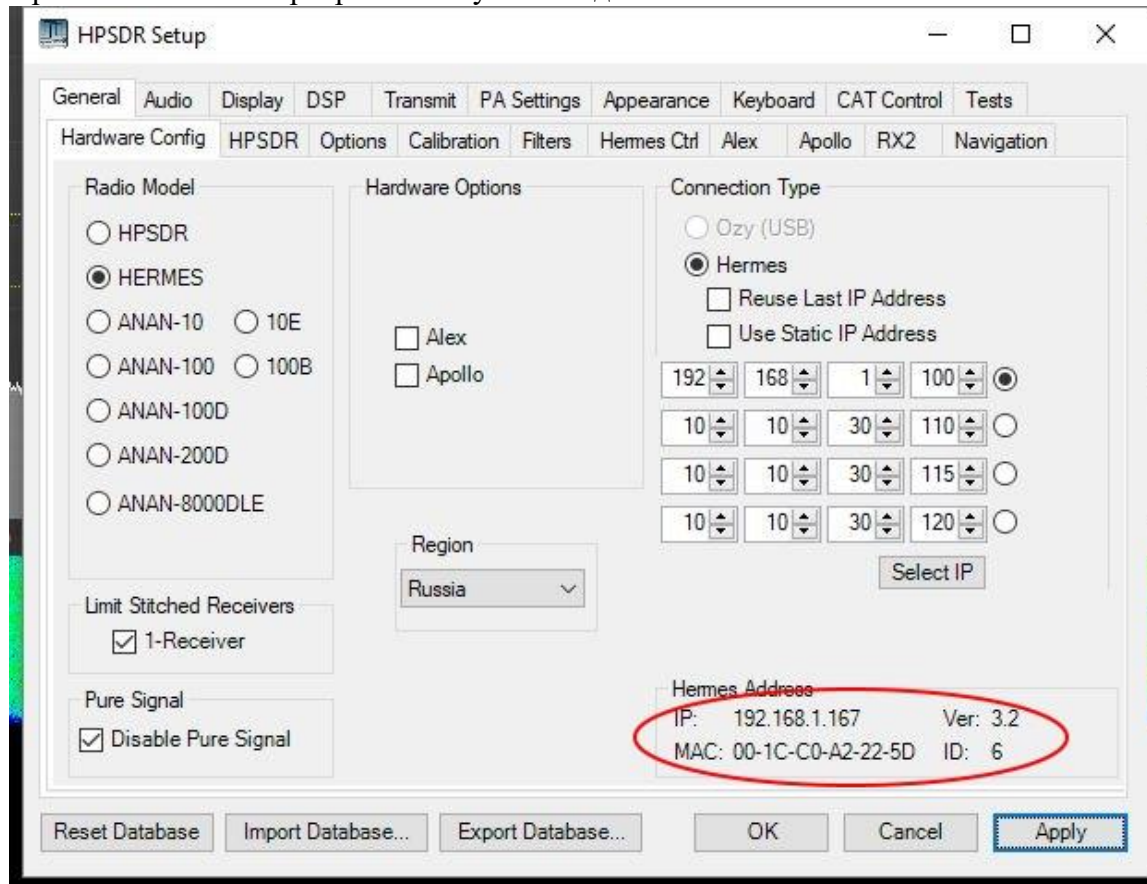 HPSDR Setup
General Audio Display DSP Transmit PA Settings Appearance Keyboard CAT Control Tests
Hardware Config HPSDR Options Calibration Filters Hermes Ctrl Alex Apollo RX2 Navigation
Radio Model
HPSDR
HERMES
ANAN-10 10E
ANAN-100 100B
ANAN-100D
ANAN-200D
ANAN-8000DLE
Limit Stitched Receivers
1-Receiver
Pure Signal
Disable Pure Signal
Hardware Options
Alex
Apollo
Region
Russia
Connection Type
Ozy (USB)
Hermes
Reuse Last IP Address
Use Static IP Address
192 168 1 100
10 10 30 110
10 10 30 115
10 10 30 120
Select IP
Hermes Address
IP: 192.168.1.167 Ver: 3.2
MAC: 00-1C-C0-A2-22-5D ID: 6
Reset Database Import Database... Export Database... OK Cancel Apply